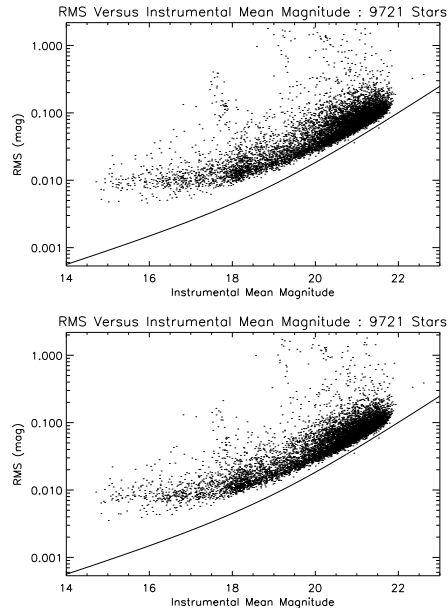 RMS Versus Instrumental Mean Magnitude : 9721 Stars
1.000
0.100
0.010
0.001
RMS (mag)
14 16 18 20 22
Instrumental Mean Magnitude
RMS Versus Instrumental Mean Magnitude : 9721 Stars
1.000
0.100
0.010
0.001
RMS (mag)
14 16 18 20 22
Instrumental Mean Magnitude